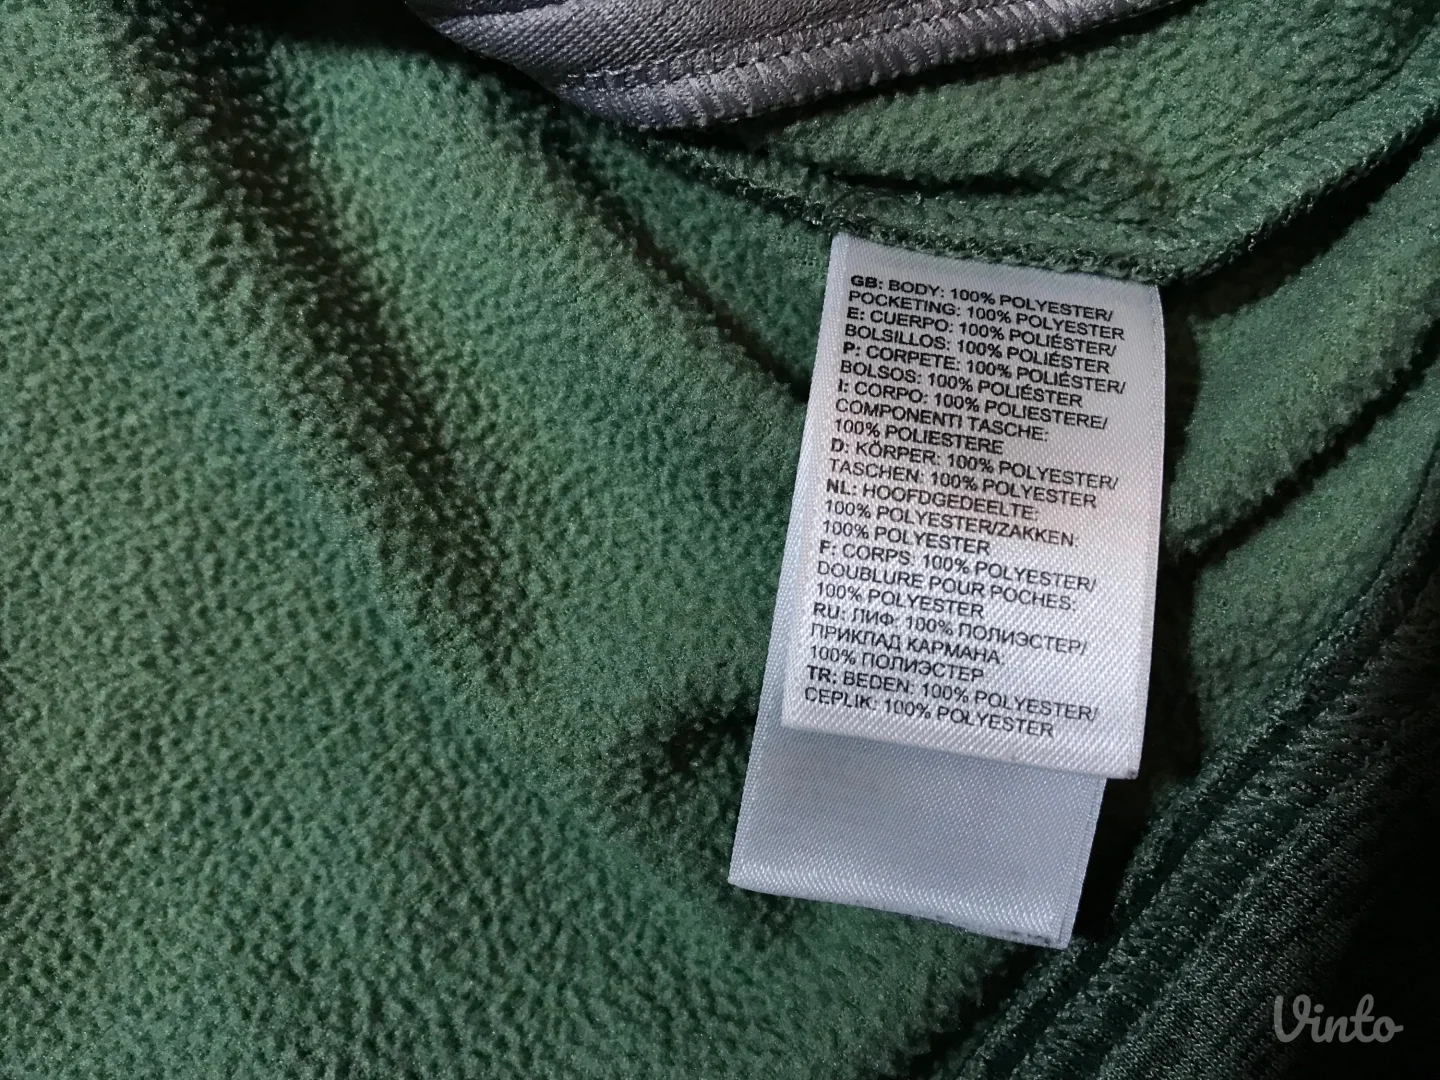 GB: BODY: 100% POLYESTER/
POCKETING: 100% POLYESTER
E: CUERPO: 100% POLIÉSTER/
BOLSILLOS: 100% POLIÉSTER
P: CORPETE: 100% POLIÉSTER/
BOLSOS: 100% POLIÉSTER
I: CORPO: 100% POLIESTERE/
COMPONENTI TASCHE:
100% POLIESTERE
D: KÖRPER: 100% POLYESTER/
TASCHEN: 100% POLYESTER
NL: HOOFDGEDEELTE:
100% POLYESTER/ZAKKEN:
100% POLYESTER
F: CORPS: 100% POLYESTER/
DOUBLURE POUR POCHES:
100% POLYESTER
RU: ЛИФ: 100% ПОЛИЭСТЕР/
ПРИКЛАД КАРМАНА:
100% ПОЛИЭСТЕР
TR: BEDEN: 100% POLYESTER/
CEPLIK: 100% POLYESTER
Vinto